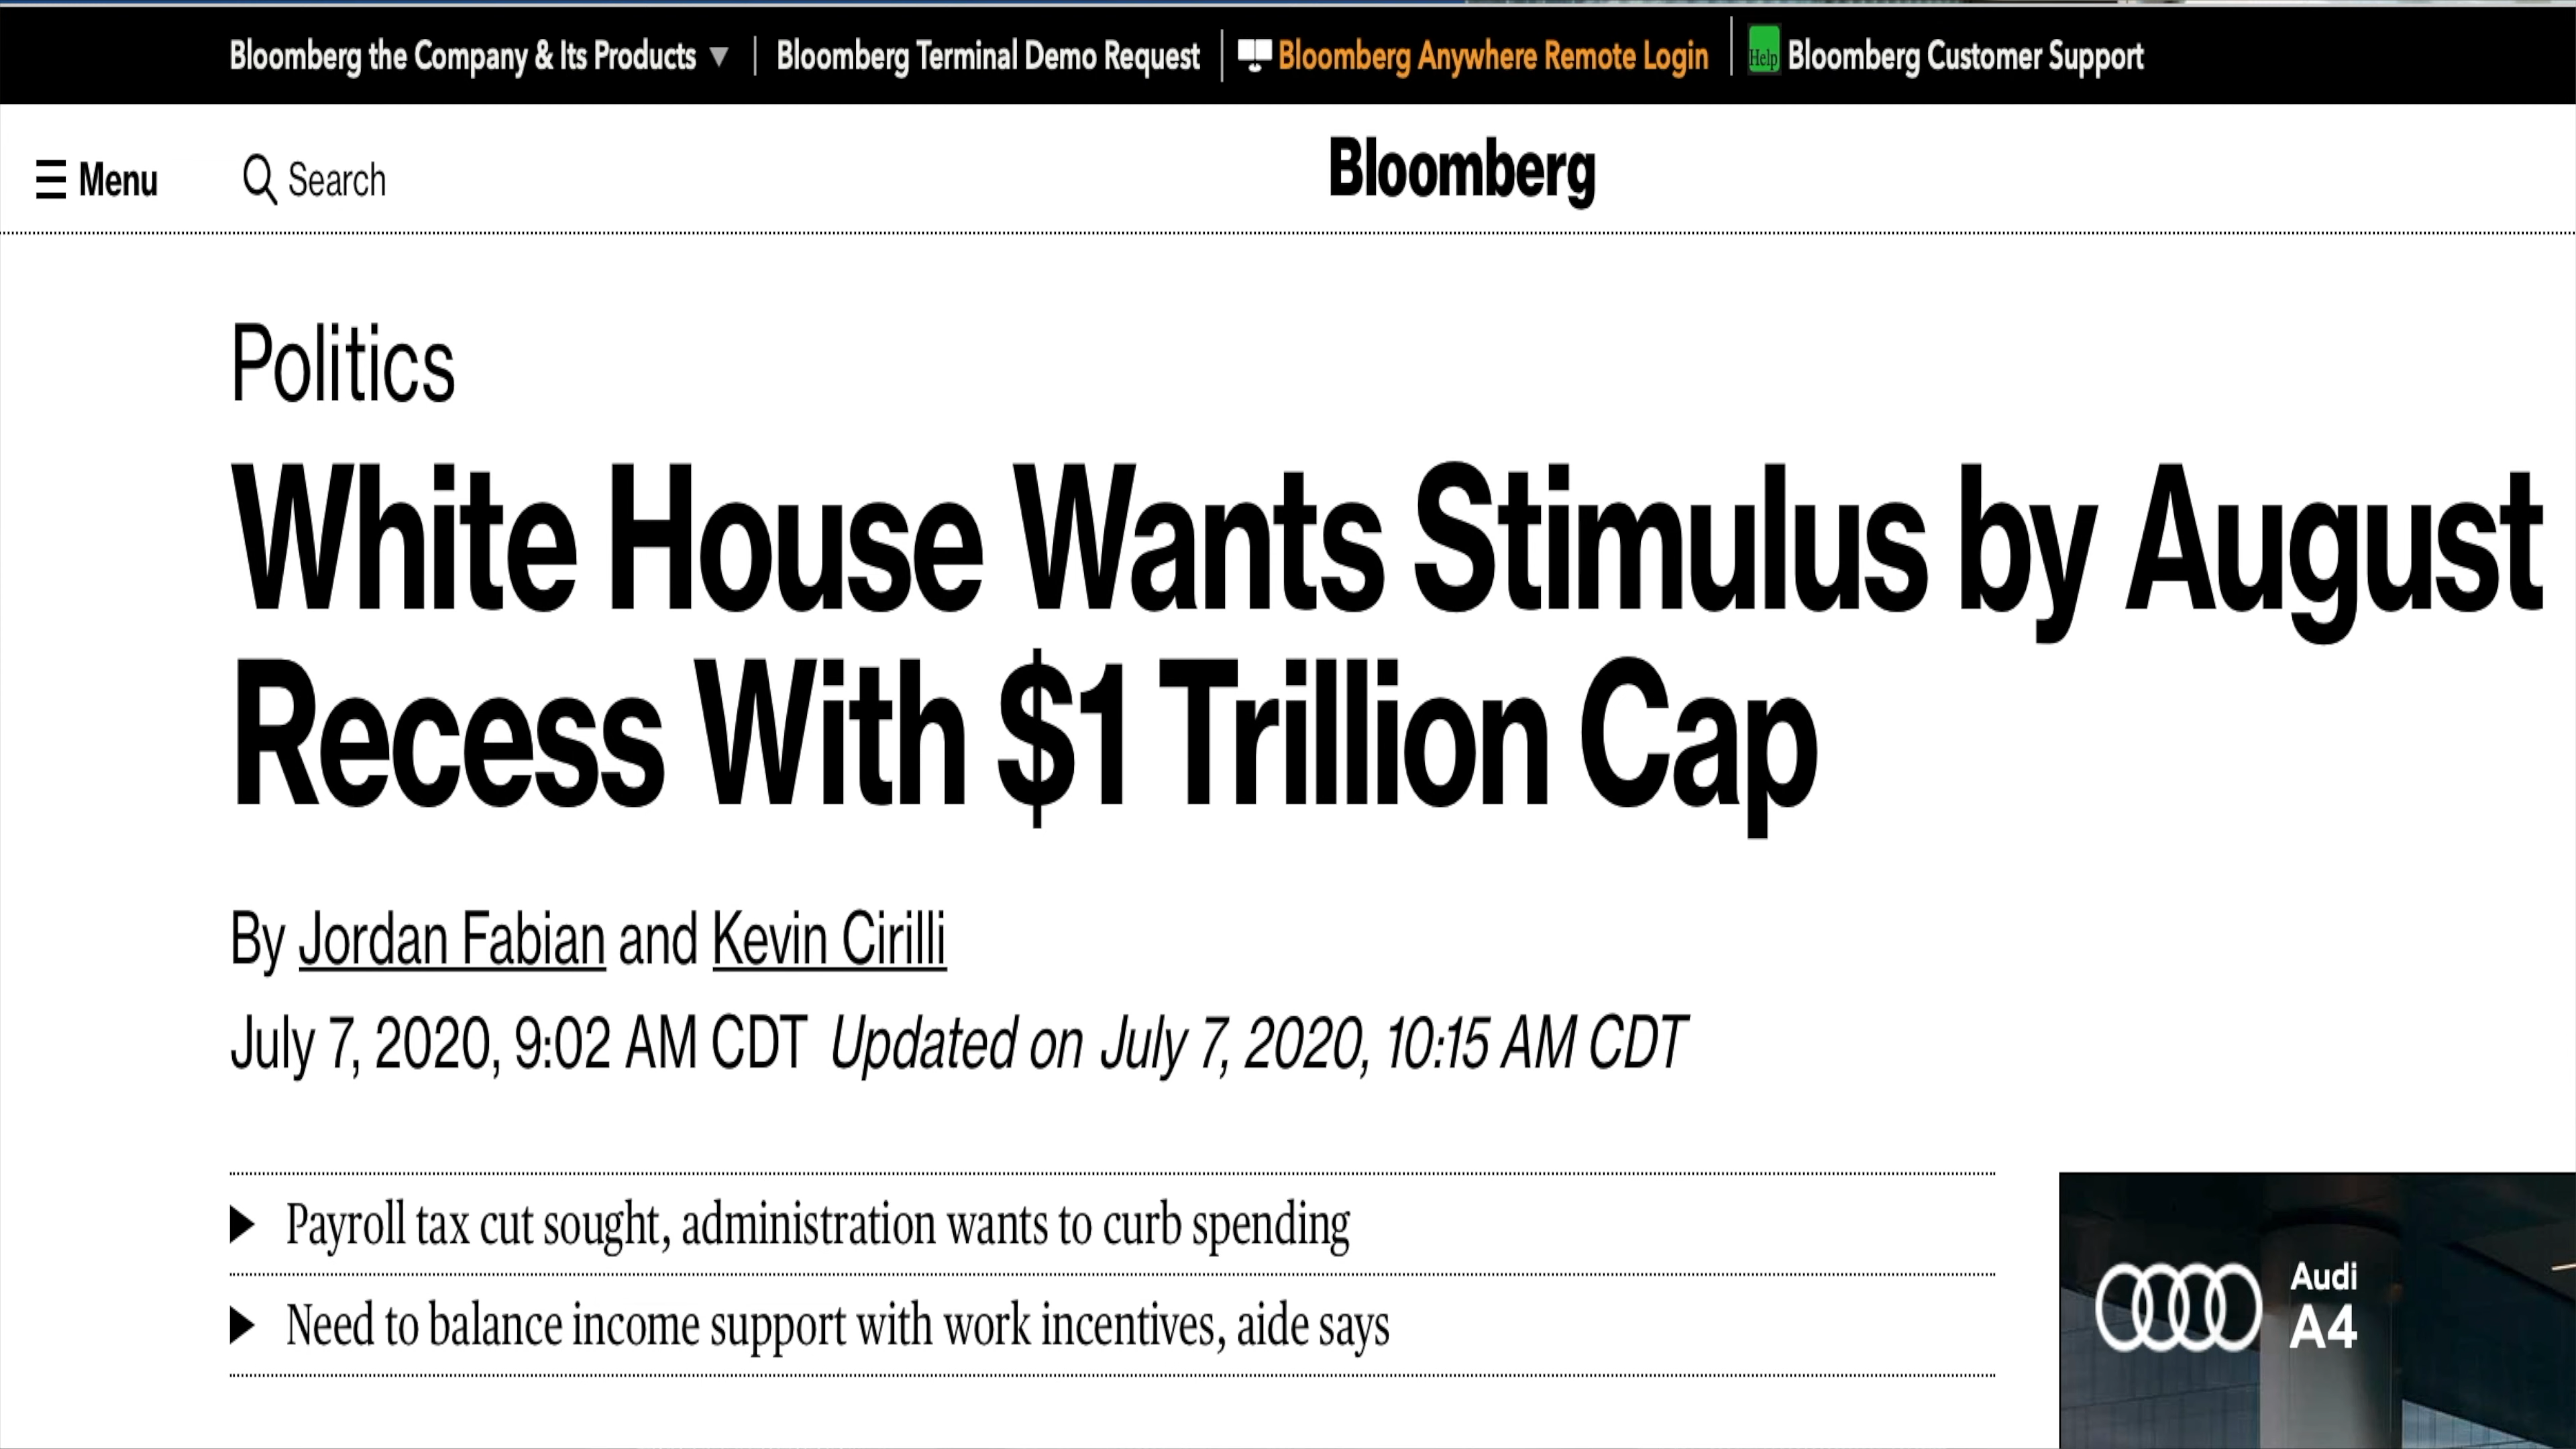 Bloomberg the Company & Its Products ▼ | Bloomberg Terminal Demo Request | Bloomberg Anywhere Remote Login | Help Bloomberg Customer Support
Menu Search Bloomberg
Politics
White House Wants Stimulus by August
Recess With $1 Trillion Cap
By Jordan Fabian and Kevin Cirilli
July 7, 2020, 9:02 AM CDT Updated on July 7, 2020, 10:15 AM CDT
Payroll tax cut sought, administration wants to curb spending
Need to balance income support with work incentives, aide says
Audi
A4